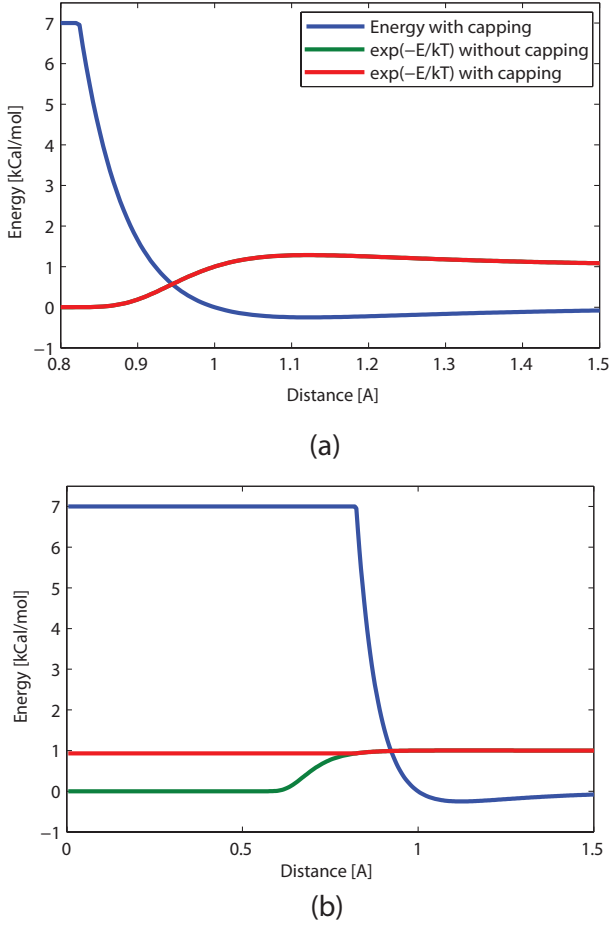 7
6
5
4
3
2
1
0
−1
Energy [kCal/mol]
Energy with capping
exp(−E/kT) without capping
exp(−E/kT) with capping
0.8 0.9 1 1.1 1.2 1.3 1.4 1.5
Distance [A]
(a)
7
6
5
4
3
2
1
0
−1
Energy [kCal/mol]
0 0.5 1 1.5
Distance [A]
(b)